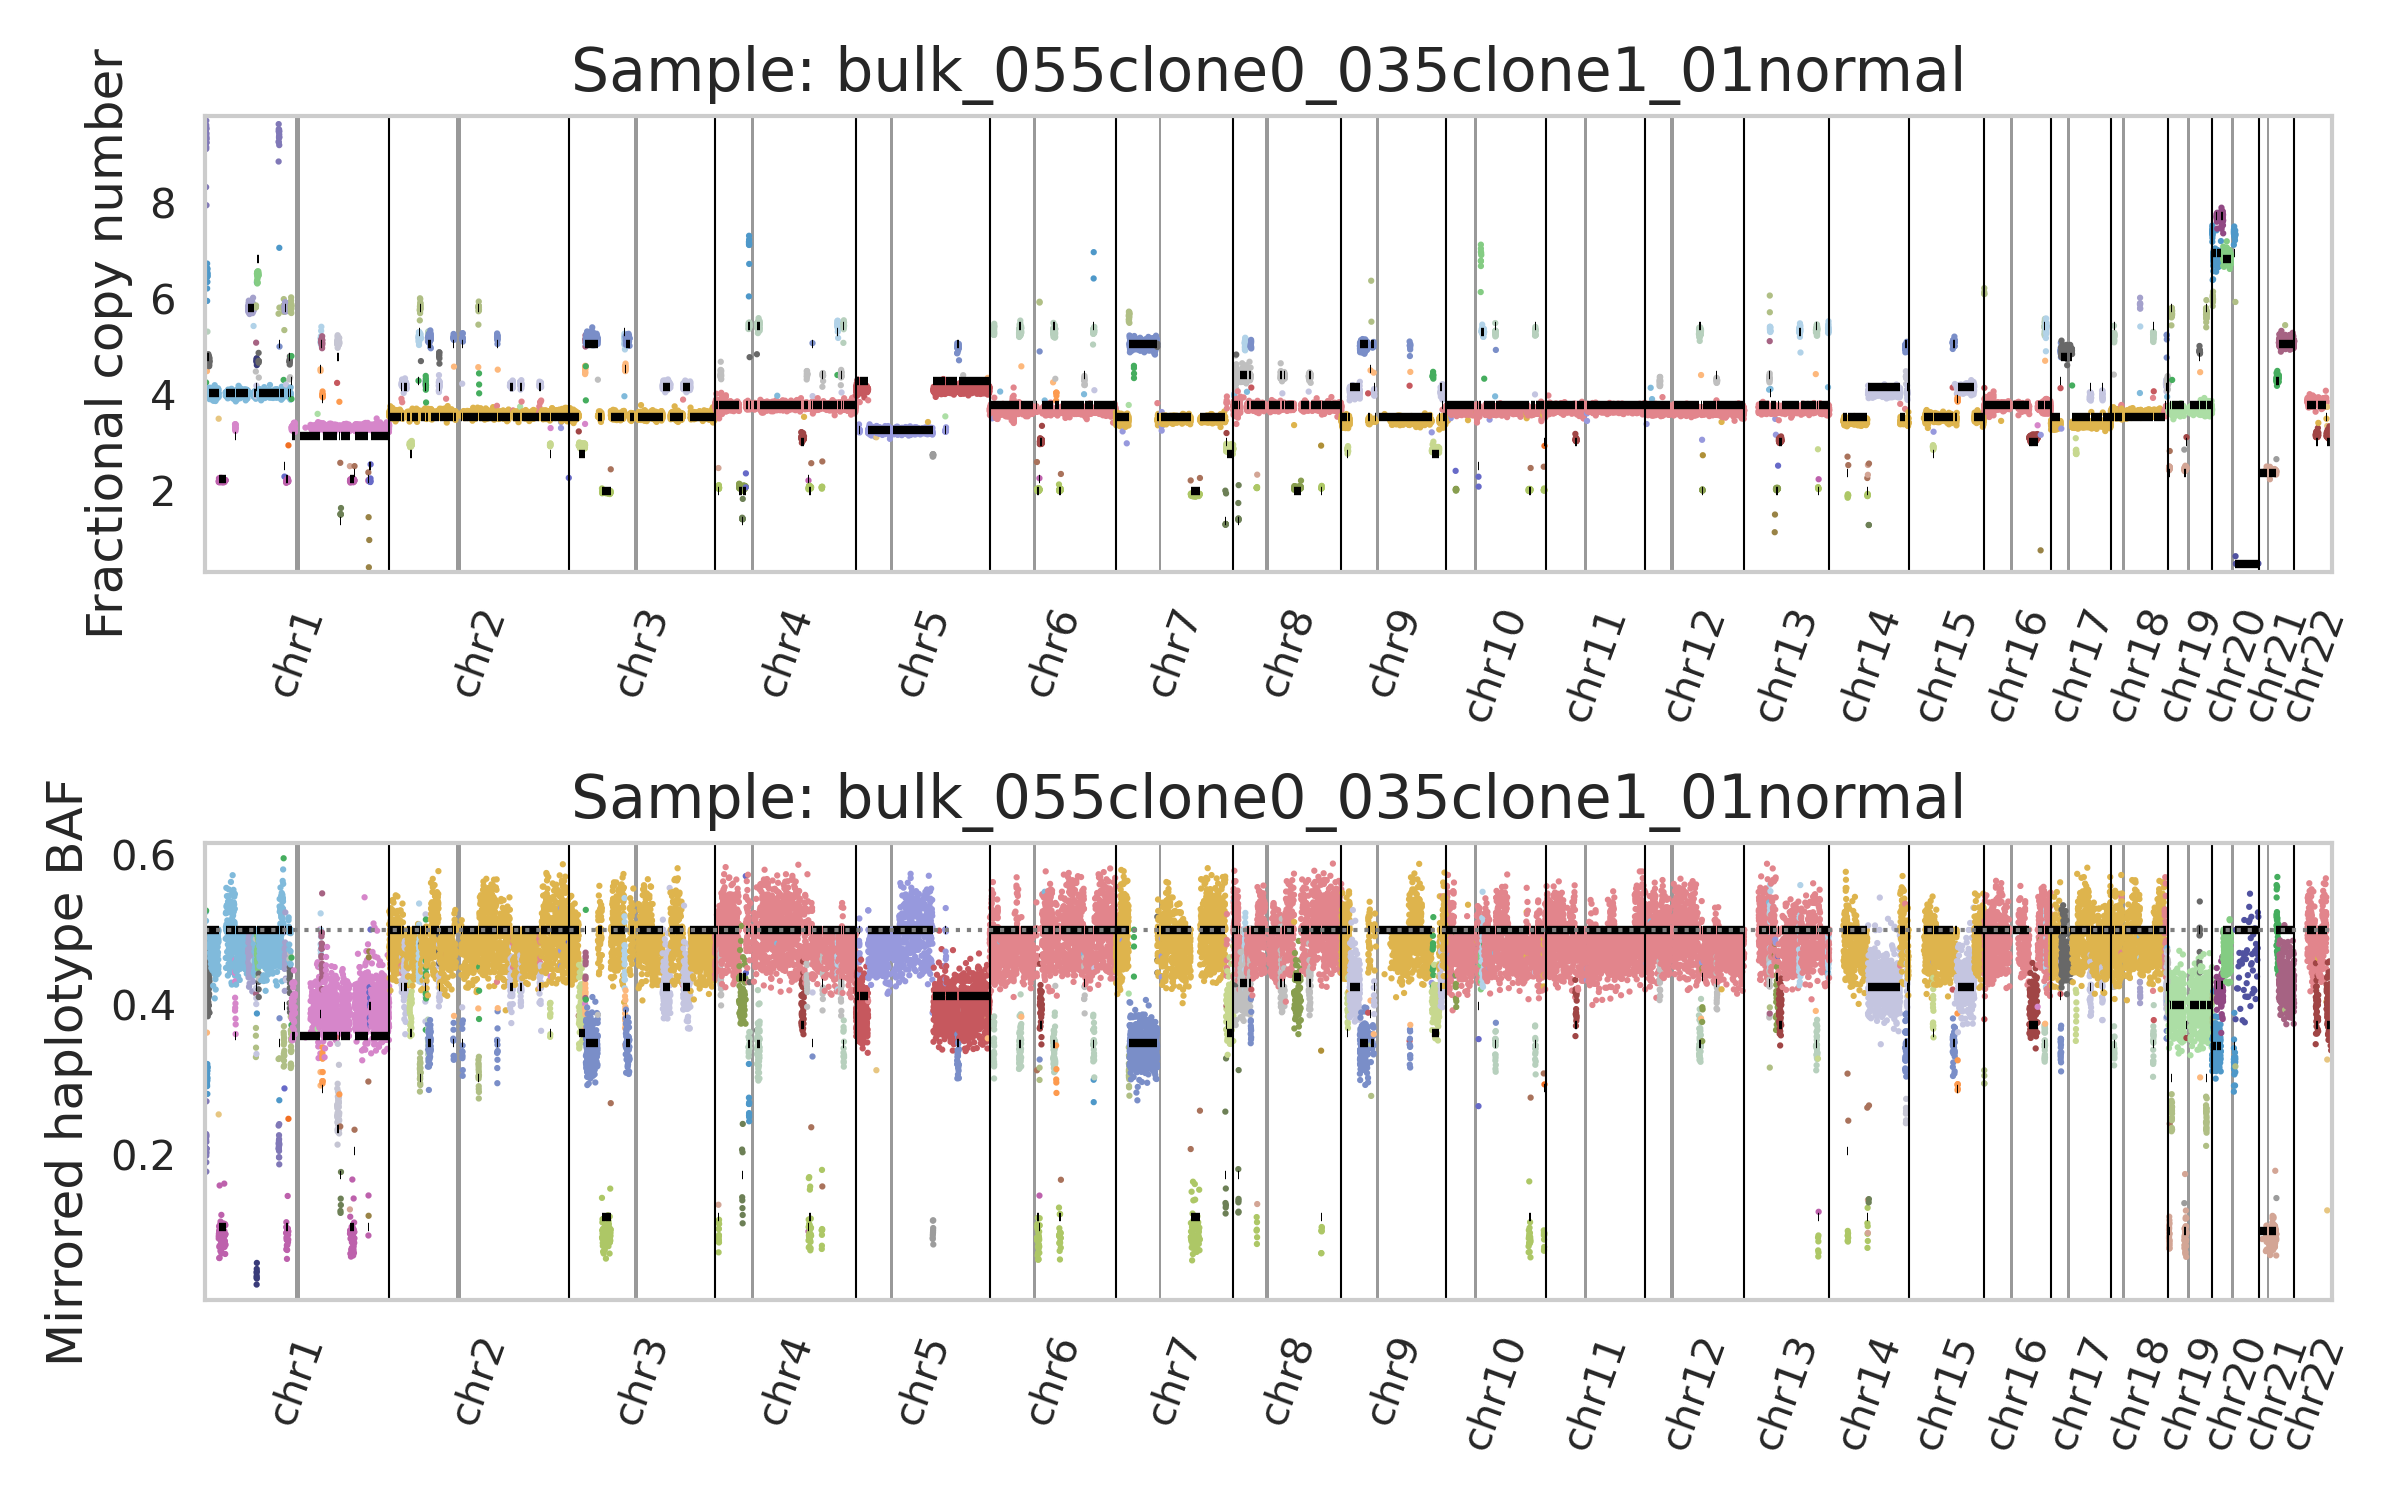 Sample: bulk_055clone0_035clone1_01normal
Fractional copy number
8
6
4
2
chr1
chr2
chr3
chr4
chr5
chr6
chr7
chr8
chr9
chr10
chr11
chr12
chr13
chr14
chr15
chr16
chr17
chr18
chr19
chr20
chr21
chr22
Sample: bulk_055clone0_035clone1_01normal
Mirrored haplotype BAF
0.6
0.4
0.2
chr1
chr2
chr3
chr4
chr5
chr6
chr7
chr8
chr9
chr10
chr11
chr12
chr13
chr14
chr15
chr16
chr17
chr18
chr19
chr20
chr21
chr22